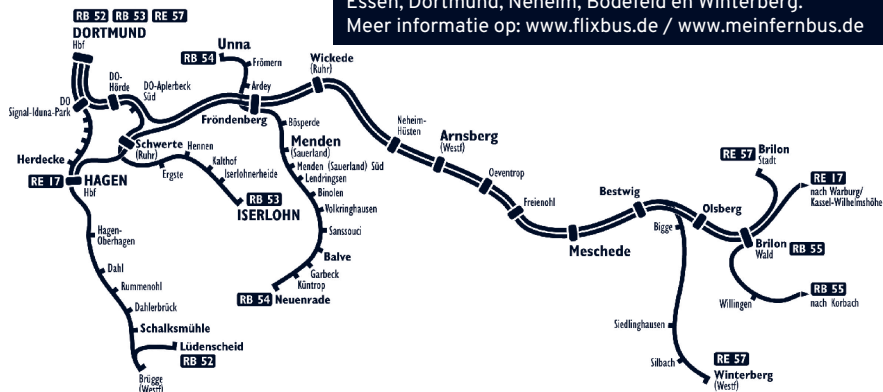 Essen, Dortmund, Neheim, Bödefeld en Winterberg.
Meer informatie op: www.flixbus.de / www.meinfernbus.de
RB 52 RB 53 RE 57
DORTMUND
Hbf
DO
Signal-Iduna-Park
DO-
Hörde
DO-Aplerbeck
Süd
Unna
RB 54
Frömern
Ardey
Fröndenberg
Wickede
(Ruhr)
Herdecke
RE 17 HAGEN
Hbf
Schwerte
(Ruhr)
Ergste
Hennen
Kalthof
Iserlohnerheide
RB 53
ISERLOHN
Bösperde
Menden
(Sauerland)
Menden (Sauerland) Süd
Lendringsen
Binolen
Volkringhausen
Sanssouci
Balve
Garbeck
Küntrop
RB 54 Neuenrade
Hagen-
Oberhagen
Dahl
Rummenohl
Dahlerbrück
Schalksmühle
Lüdenscheid
RB 52
Brügge
(Westf)
Neheim-
Hüsten
Arnsberg
(Westf)
Oeventrop
Freienohl
Meschede
Bestwig
Bigge
Olsberg
RE 57 Brilon
Stadt
RE 17
nach Warburg/
Kassel-Wilhelmshöhe
Brilon
Wald
RB 55
Willingen
RB 55
nach Korbach
Siedlinghausen
Silbach
RE 57
Winterberg
(Westf)